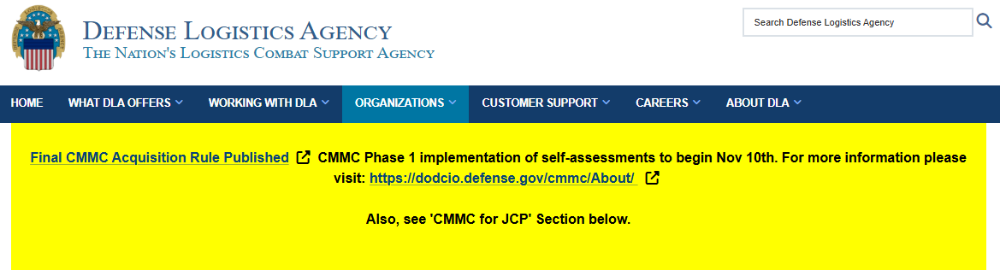 DEFENSE LOGISTICS AGENCY
THE NATION'S LOGISTICS COMBAT SUPPORT AGENCY
Search Defense Logistics Agency
HOME WHAT DLA OFFERS WORKING WITH DLA ORGANIZATIONS CUSTOMER SUPPORT CAREERS ABOUT DLA
Final CMMC Acquisition Rule Published CMMC Phase 1 implementation of self-assessments to begin Nov 10th. For more information please
visit: https://dodcio.defense.gov/cmmc/About/
Also, see 'CMMC for JCP' Section below.